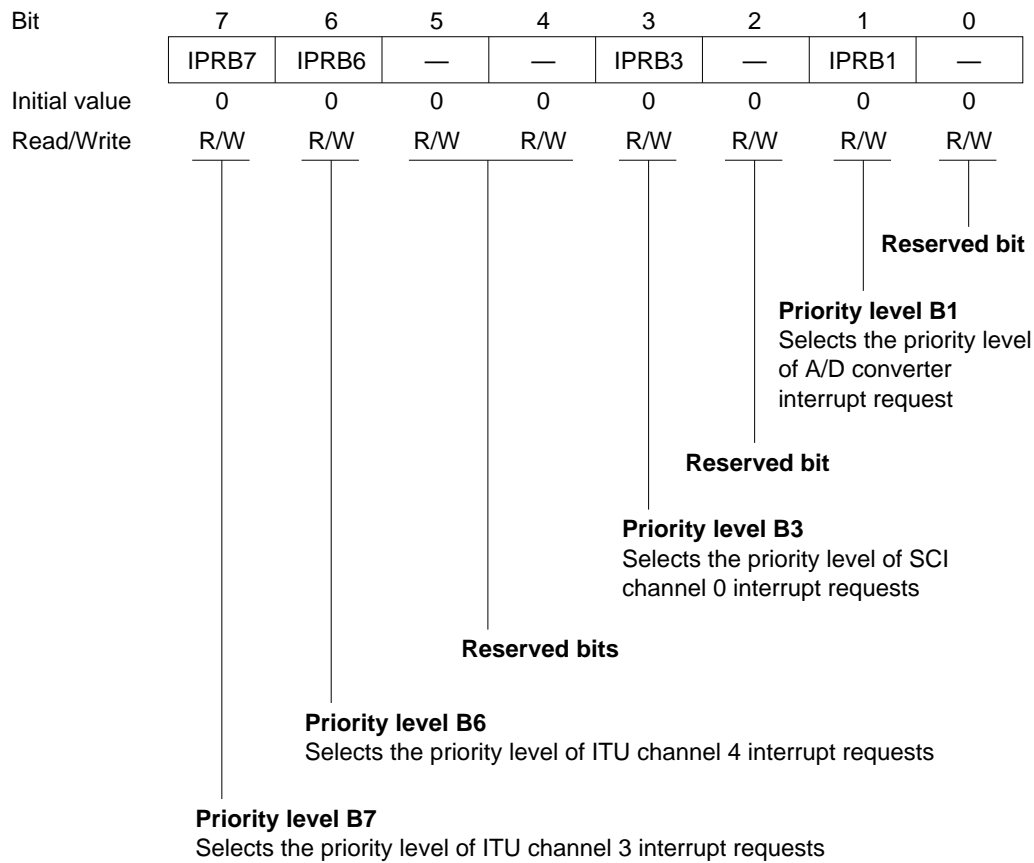 Bit 7 6 5 4 3 2 1 0
IPRB7 IPRB6 — — IPRB3 — IPRB1 —
Initial value 0 0 0 0 0 0 0 0
Read/Write R/W R/W R/W R/W R/W R/W R/W R/W
Reserved bit
Priority level B1
Selects the priority level
of A/D converter
interrupt request
Reserved bit
Priority level B3
Selects the priority level of SCI
channel 0 interrupt requests
Reserved bits
Priority level B6
Selects the priority level of ITU channel 4 interrupt requests
Priority level B7
Selects the priority level of ITU channel 3 interrupt requests